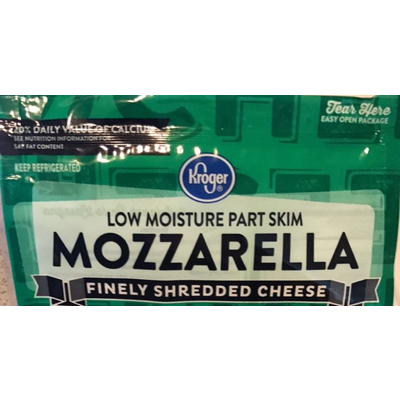 Tear Here
EASY OPEN PACKAGE
20% DAILY VALUE OF CALCIUM
SEE NUTRITION INFORMATION FOR
SAT FAT CONTENT
KEEP REFRIGERATED
Kroger
LOW MOISTURE PART SKIM
MOZZARELLA
FINELY SHREDDED CHEESE